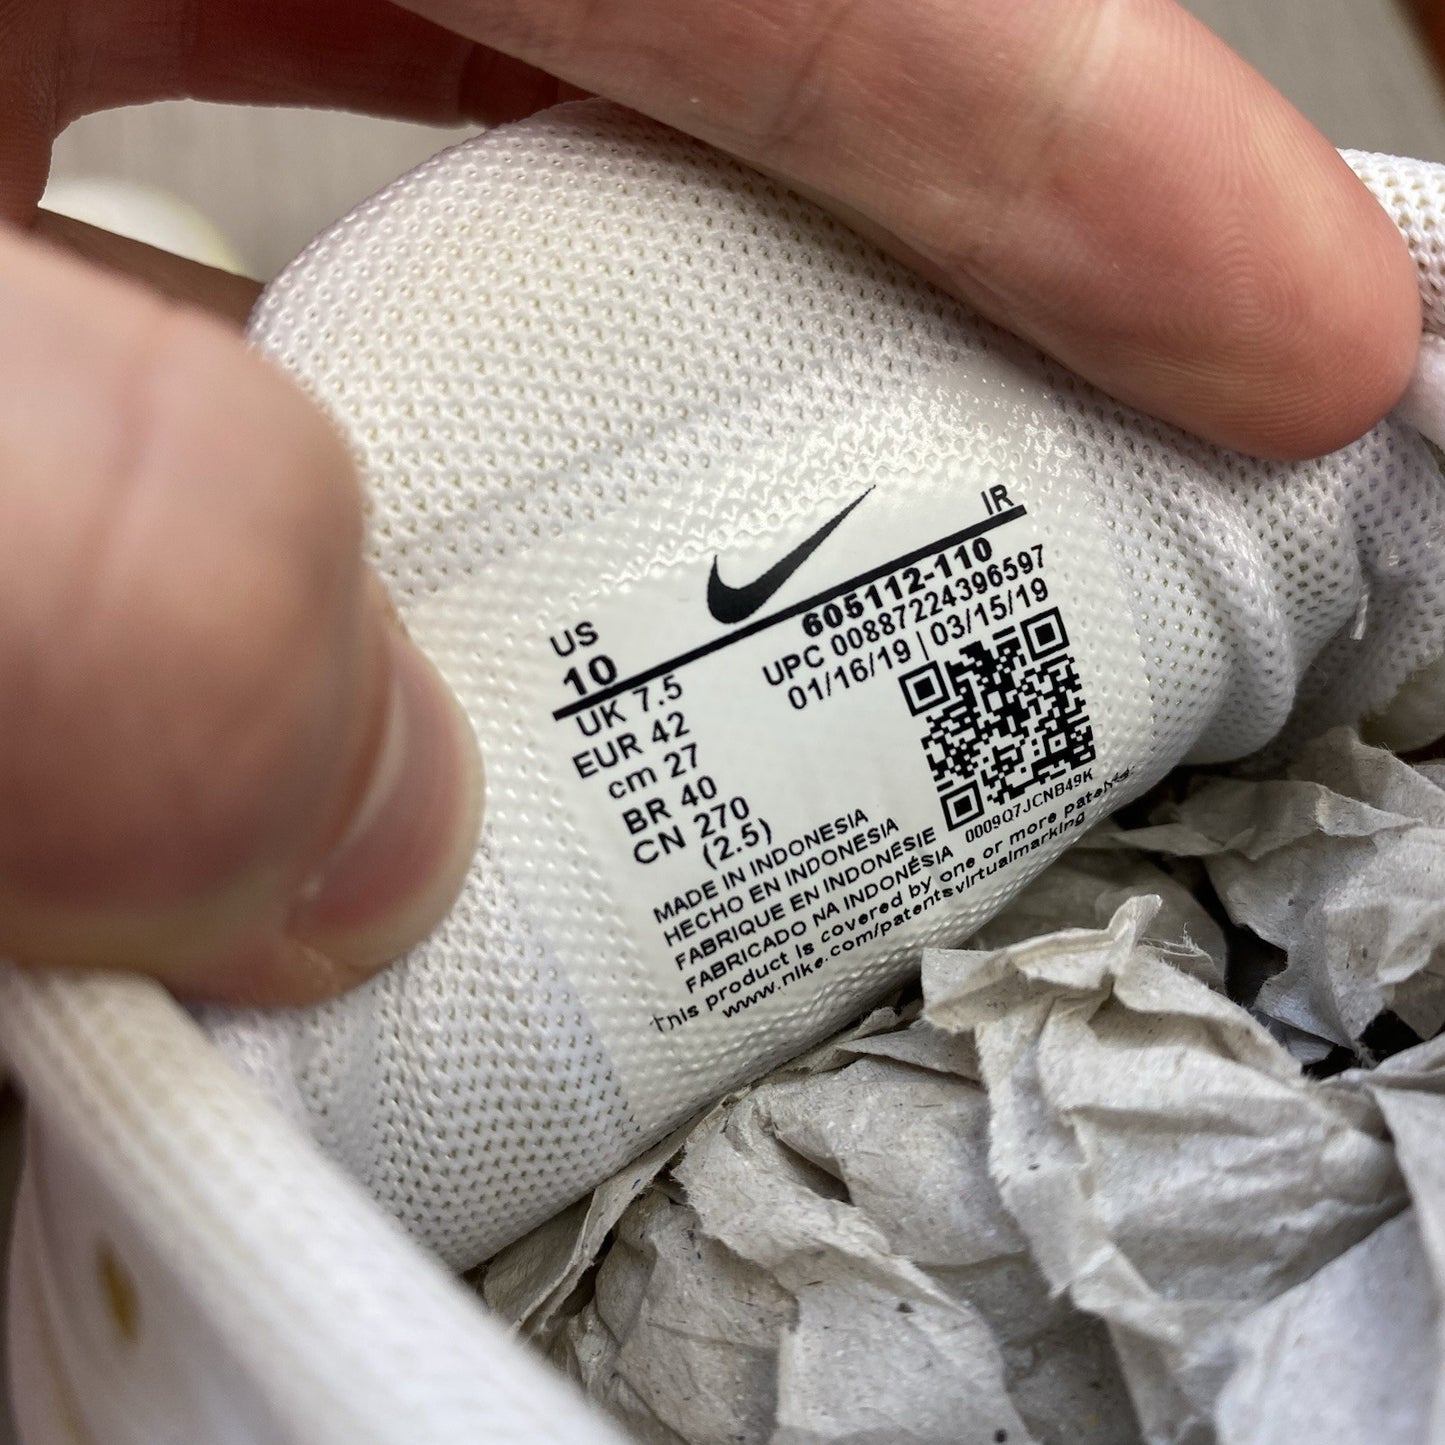 IR
US
10
605112-110
UPC 00887224396597
01/16/19 | 03/15/19
UK 7.5
EUR 42
cm 27
BR 40
CN 270
(2.5)
0009Q7JCNB49K
MADE IN INDONESIA
HECHO EN INDONESIA
FABRIQUE EN INDONÉSIE
FABRICADO NA INDONÉSIA
This product is covered by one or more patents.
www.nike.com/patentsvirtualmarking